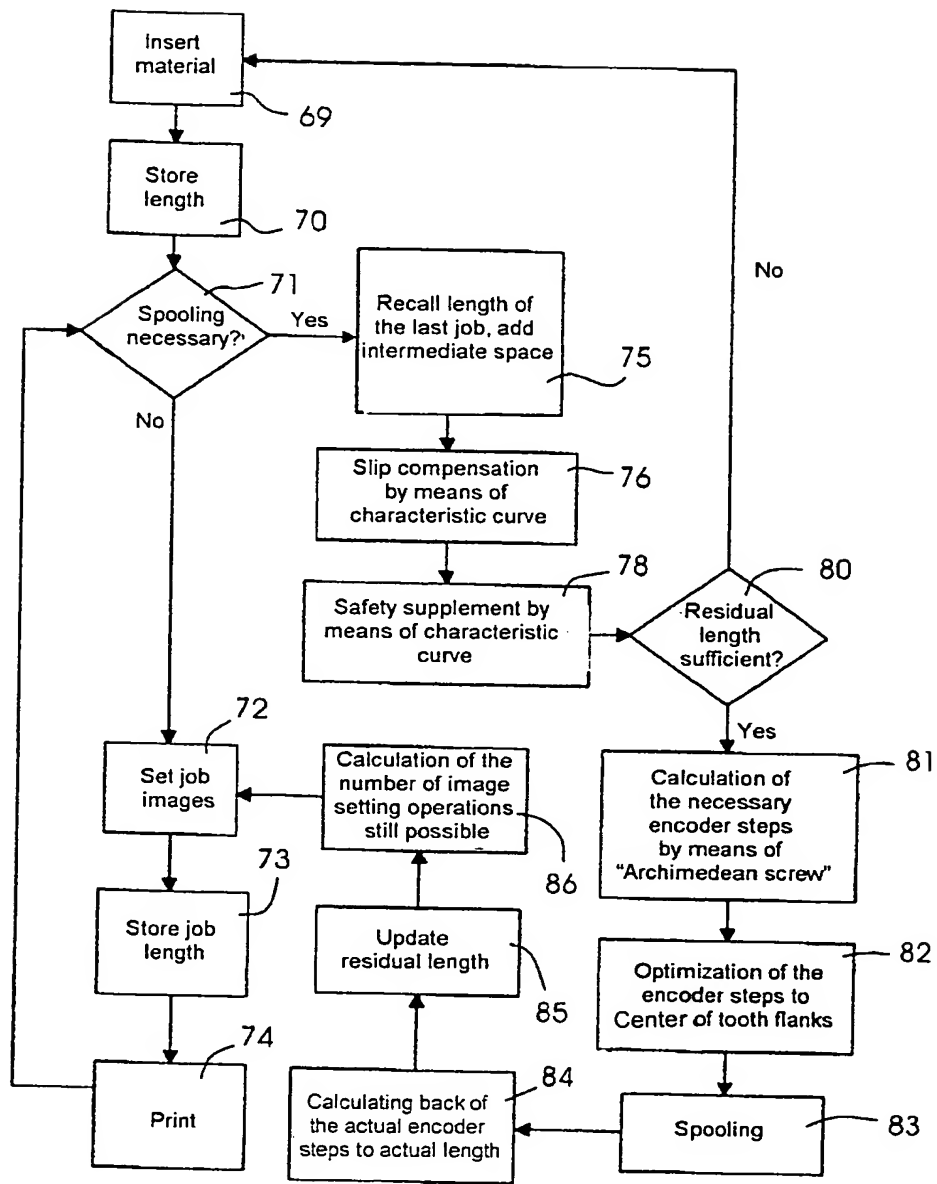 Insert
material
69
Store
length
70
71
Spooling
necessary?
Yes
No
Recall length of
the last job, add
intermediate space
75
Slip compensation
by means of
characteristic curve
76
78
Safety supplement by
means of characteristic
curve
80
Residual
length
sufficient?
No
Yes
81
Calculation of
the necessary
encoder steps
by means of
"Archimedean screw"
82
Optimization of the
encoder steps to
Center of tooth flanks
Spooling
83
84
Calculating back of
the actual encoder
steps to actual length
Update
residual length
85
Calculation of the
number of image
setting operations
still possible
86
72
Set job
images
73
Store job
length
74
Print